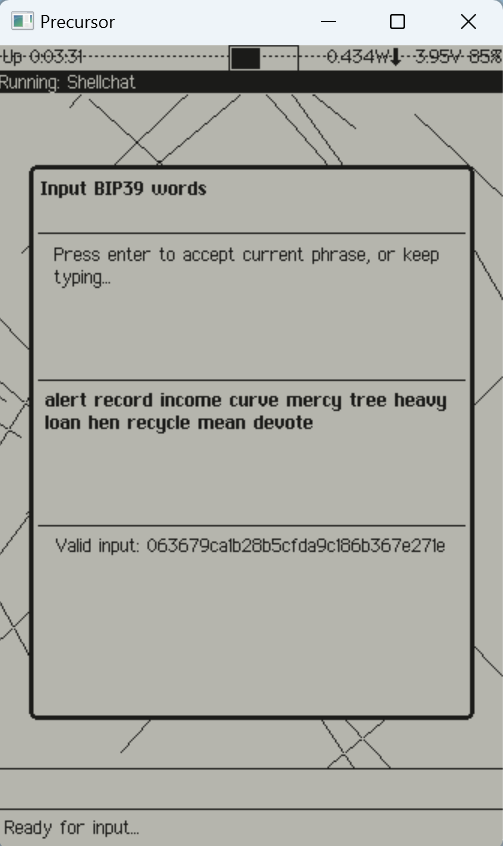 Precursor
Up 0:03:31 0.434W 3.95V 85%
Running: Shellchat
Input BIP39 words
Press enter to accept current phrase, or keep
typing...
alert record income curve mercy tree heavy
loan hen recycle mean devote
Valid input: 063679ca1b28b5cfda9c186b367e271e
Ready for input...